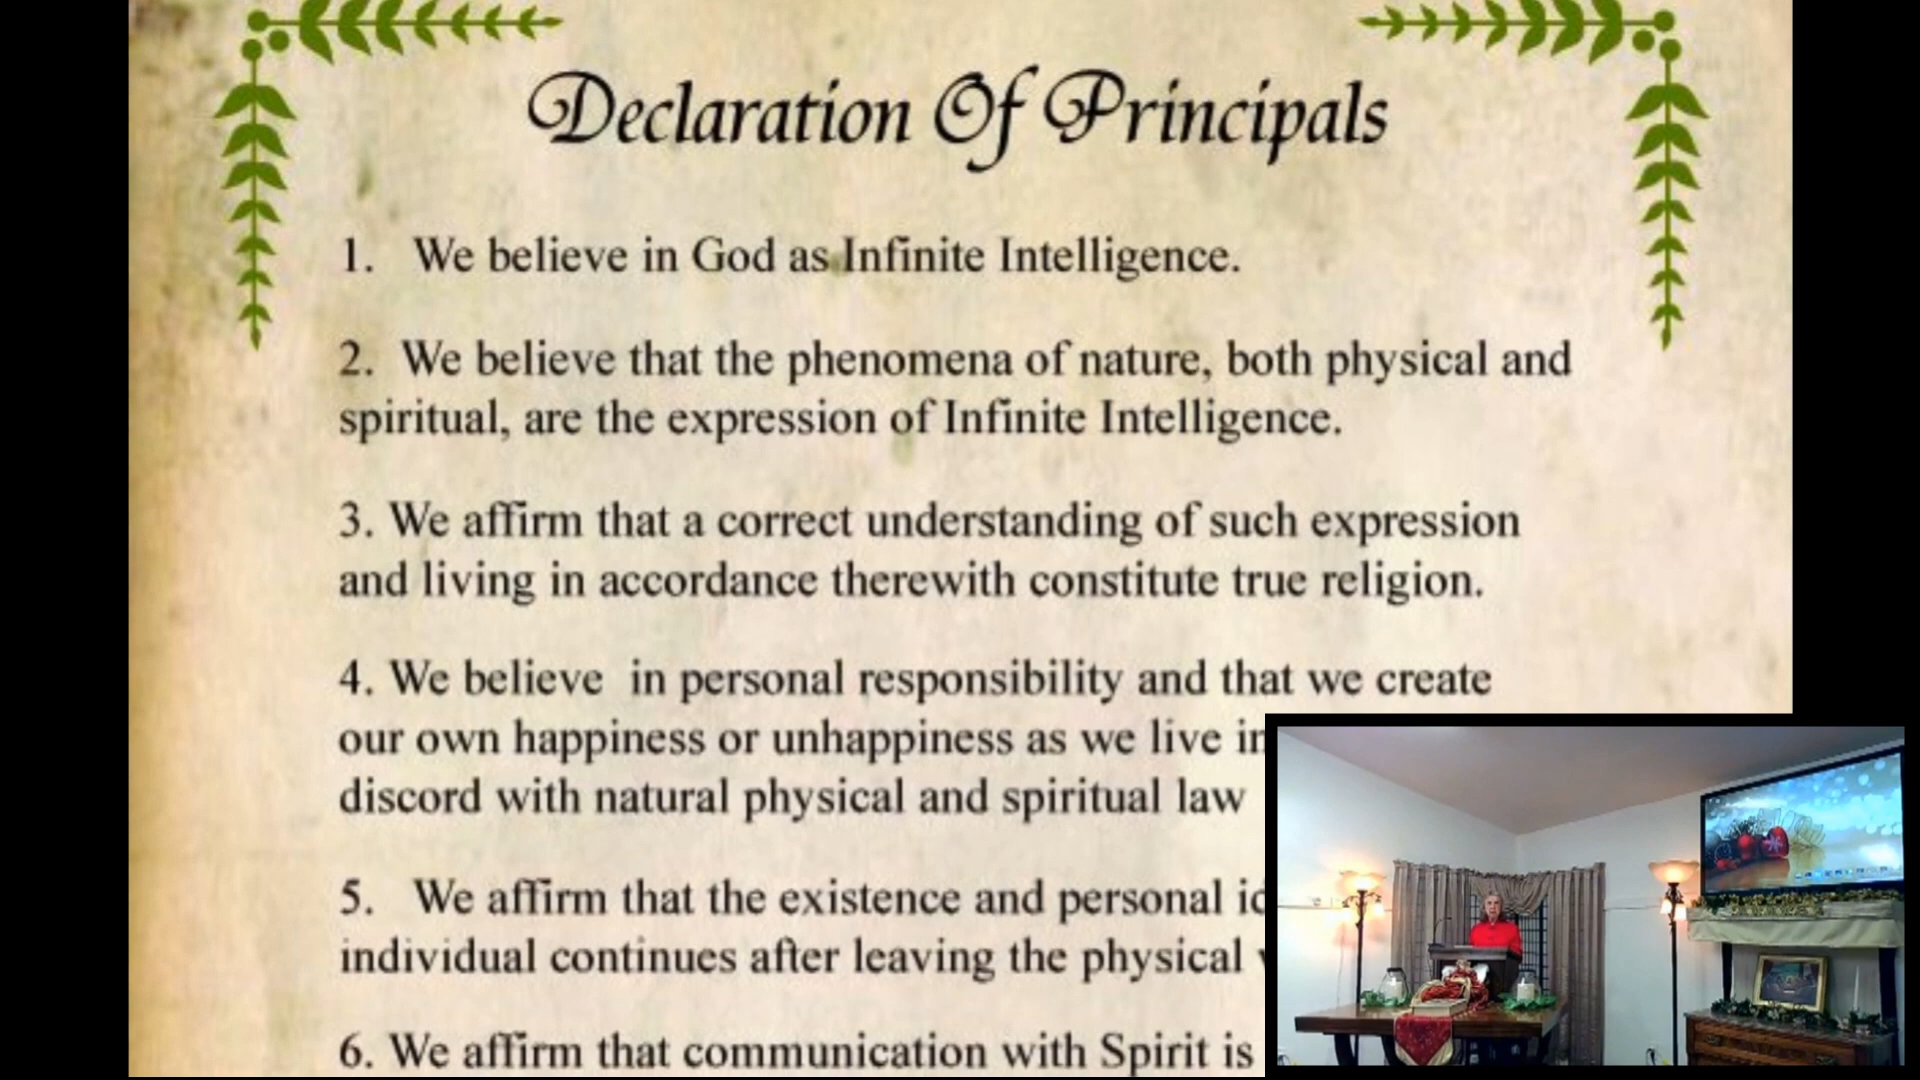 Declaration Of Principals
1. We believe in God as Infinite Intelligence.
2. We believe that the phenomena of nature, both physical and
spiritual, are the expression of Infinite Intelligence.
3. We affirm that a correct understanding of such expression
and living in accordance therewith constitute true religion.
4. We believe in personal responsibility and that we create
our own happiness or unhappiness as we live in
discord with natural physical and spiritual law
5. We affirm that the existence and personal
individual continues after leaving the physical
6. We affirm that communication with Spirit is